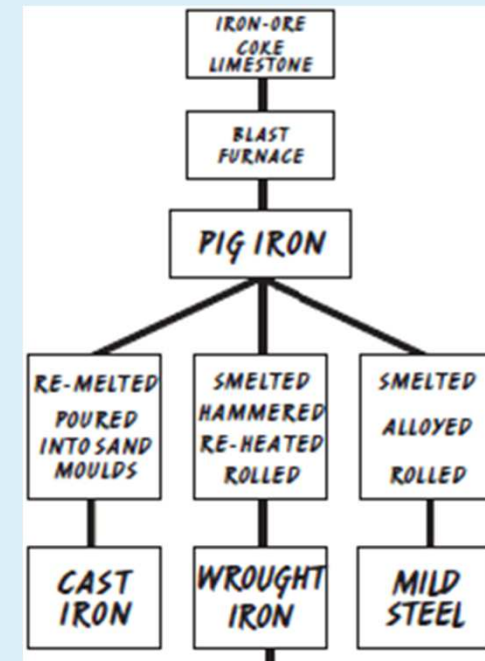 IRON-ORE
COKE
LIMESTONE
BLAST
FURNACE
PIG IRON
RE-MELTED
POURED
INTO SAND
MOULDS
SMELTED
HAMMERED
RE-HEATED
ROLLED
SMELTED
ALLOYED
ROLLED
CAST
IRON
WROUGHT
IRON
MILD
STEEL